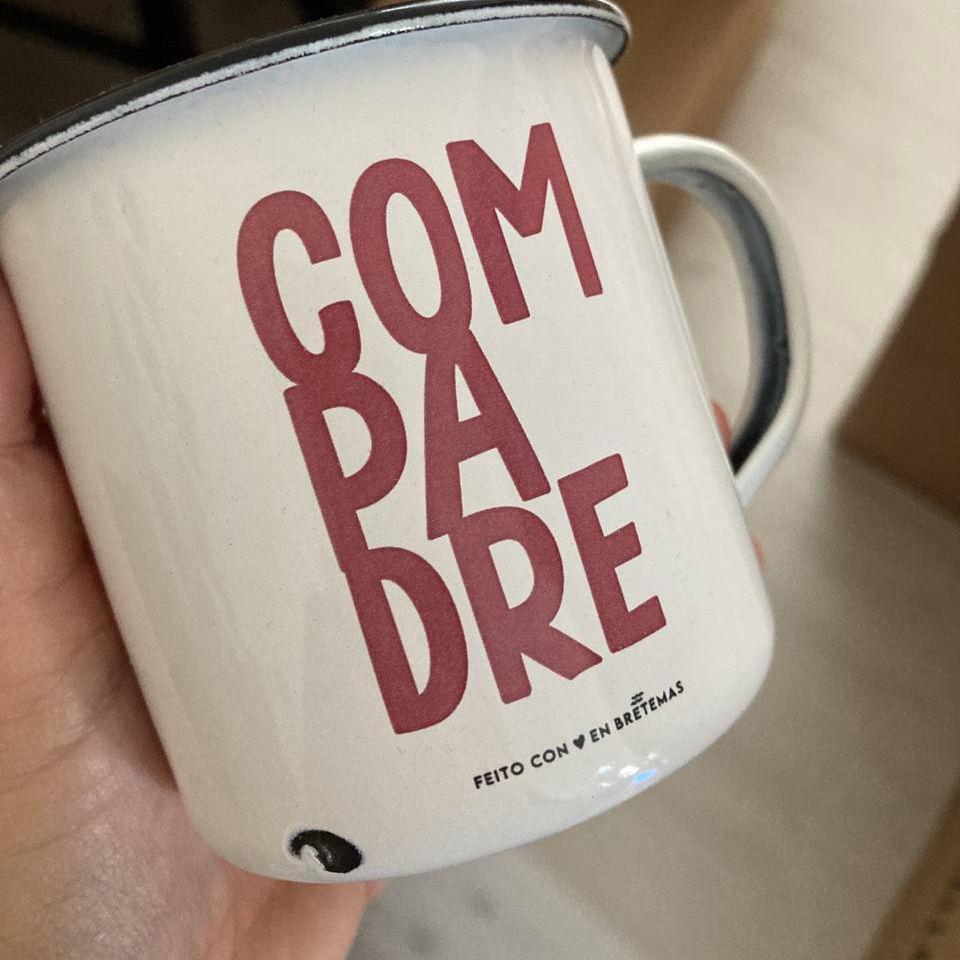 COM
PA
DRE
FEITO CON ♥ EN BRÉTEMAS